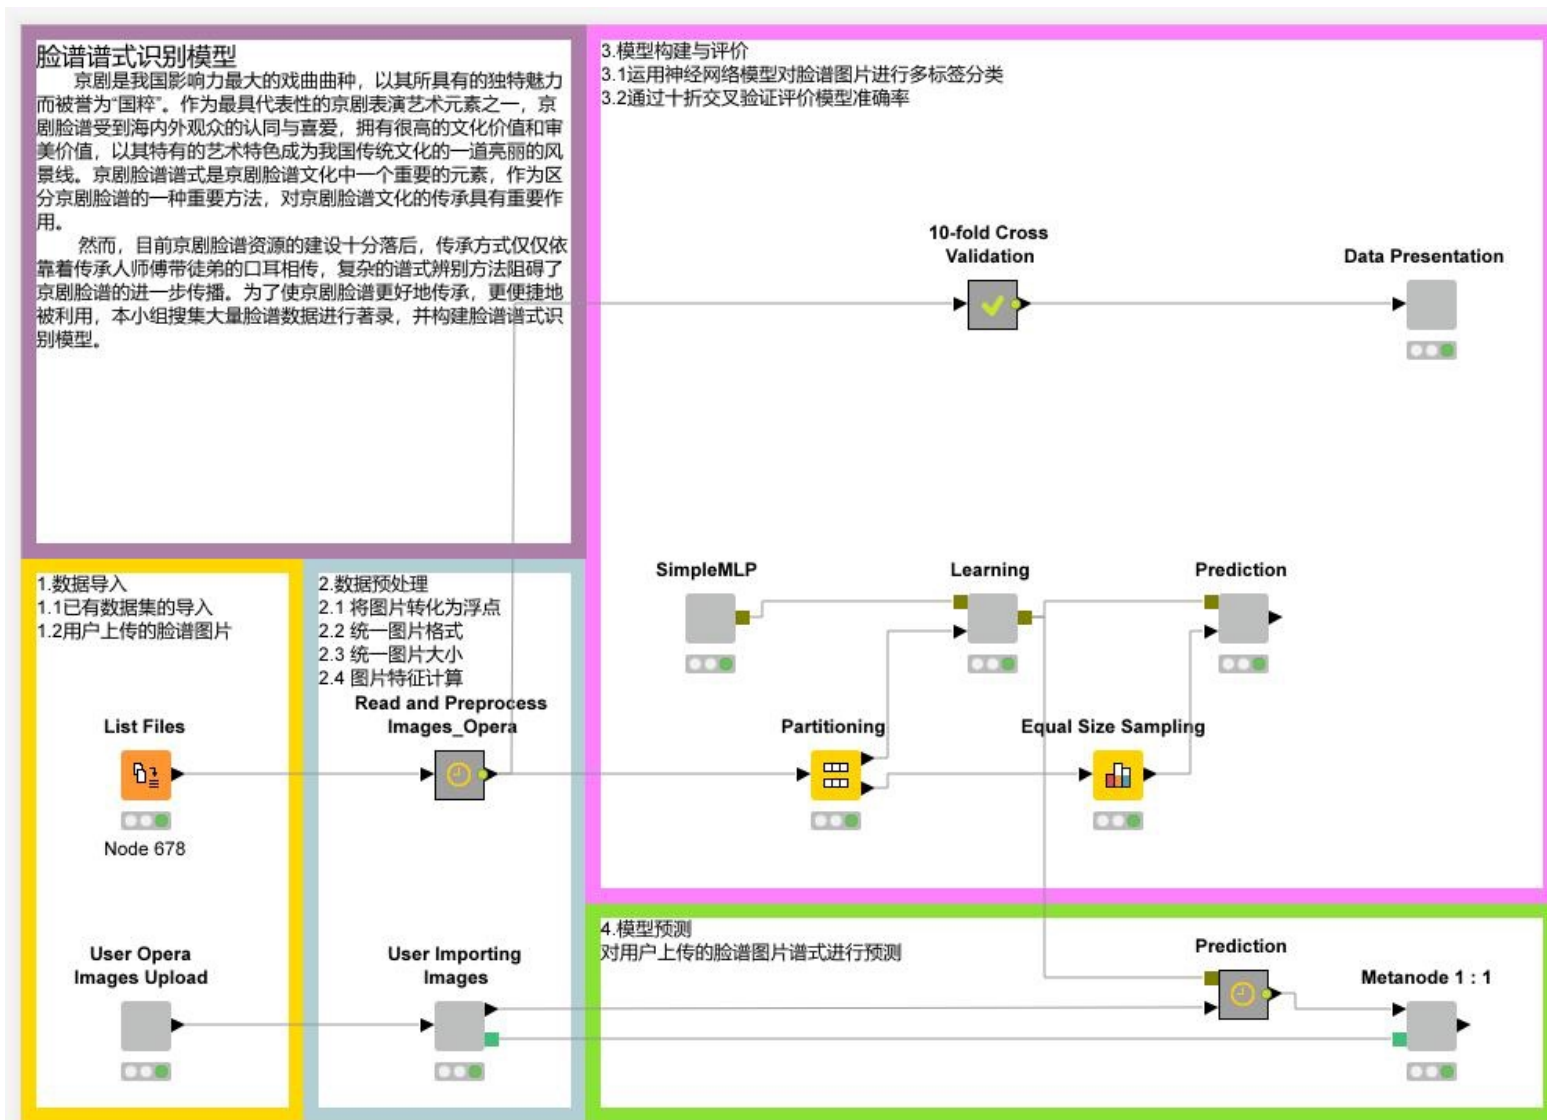 脸谱谱式识别模型
京剧是我国影响力最大的戏曲曲种，以其所具有的独特魅力
而被誉为“国粹”。作为最具代表性的京剧表演艺术元素之一，京
剧脸谱受到海内外观众的认同与喜爱，拥有很高的文化价值和审
美价值，以其特有的艺术特色成为我国传统文化的一道亮丽的风
景线。京剧脸谱谱式是京剧脸谱文化中一个重要的元素，作为区
分京剧脸谱的一种重要方法，对京剧脸谱文化的传承具有重要作
用。
然而，目前京剧脸谱资源的建设十分落后，传承方式仅仅依
靠着传承人师傅带徒弟的口耳相传，复杂的谱式辨别方法阻碍了
京剧脸谱的进一步传播。为了使京剧脸谱更好地传承，更便捷地
被利用，本小组搜集大量脸谱数据进行著录，并构建脸谱谱式识
别模型。
3.模型构建与评价
3.1运用神经网络模型对脸谱图片进行多标签分类
3.2通过十折交叉验证评价模型准确率
10-fold Cross
Validation
Data Presentation
SimpleMLP
Learning
Prediction
Partitioning
Equal Size Sampling
1.数据导入
1.1已有数据集的导入
1.2用户上传的脸谱图片
List Files
Node 678
User Opera
Images Upload
2.数据预处理
2.1 将图片转化为浮点
2.2 统一图片格式
2.3 统一图片大小
2.4 图片特征计算
Read and Preprocess
Images_Opera
User Importing
Images
4.模型预测
对用户上传的脸谱图片谱式进行预测
Prediction
Metanode 1 : 1